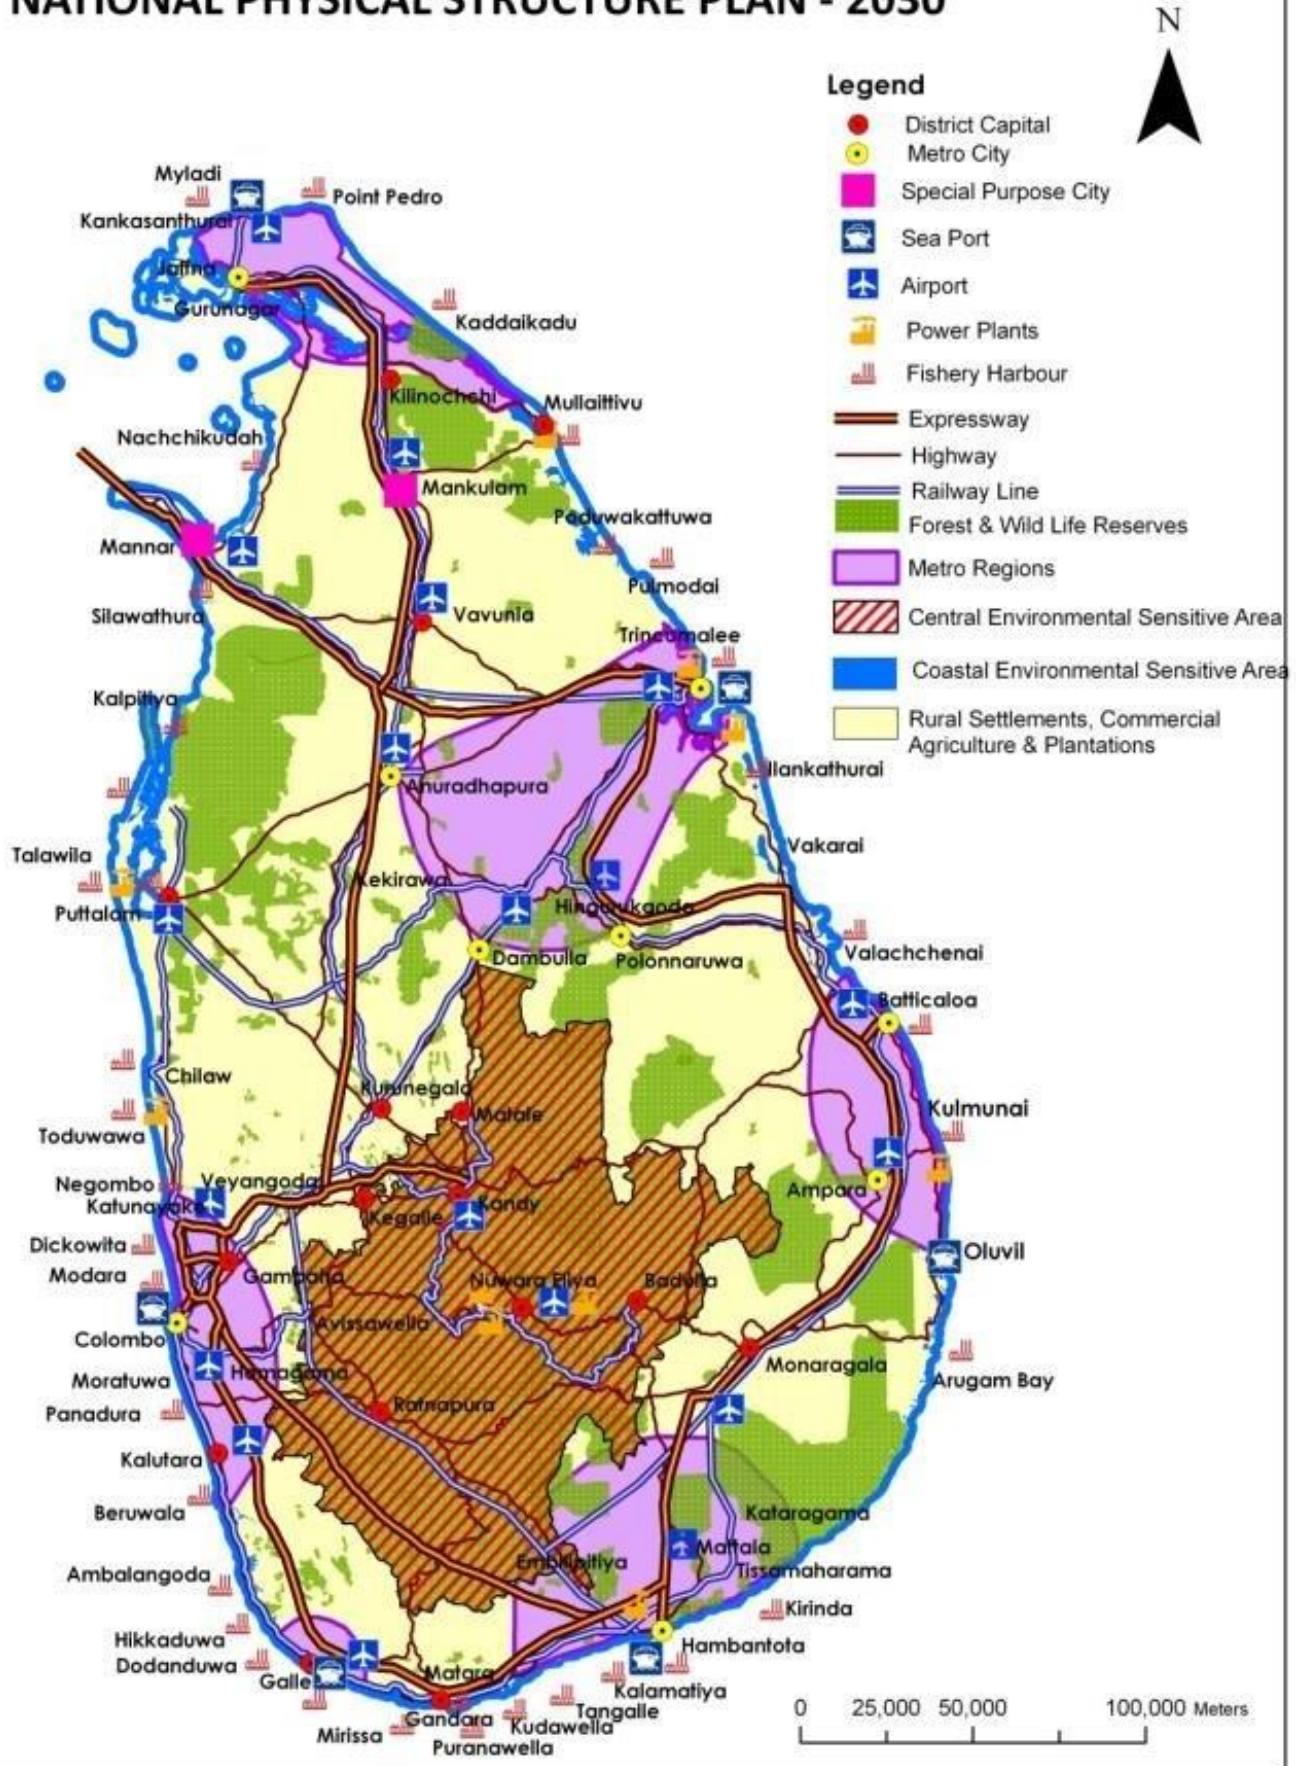 NATIONAL PHYSICAL STRUCTURE PLAN - 2030
N
Legend
District Capital
Metro City
Special Purpose City
Sea Port
Airport
Power Plants
Fishery Harbour
Expressway
Highway
Railway Line
Forest & Wild Life Reserves
Metro Regions
Central Environmental Sensitive Area
Coastal Environmental Sensitive Area
Rural Settlements, Commercial
Agriculture & Plantations
Myladi
Point Pedro
Kankasanthurai
Jaffna
Gurunagar
Kaddaikadu
Kilinochchi
Mullaittivu
Nachchikudah
Mankulam
Paduwakattuwa
Mannar
Pulmodai
Silawathura
Vavunia
Trincomalee
Kalpitiya
Anuradhapura
Ilankathurai
Talawila
Vakarai
Kekirawa
Puttalam
Hingurukgoda
Dambulla
Polonnaruwa
Valachchenai
Batticaloa
Chilaw
Kurunegala
Matale
Kulmunai
Toduwawa
Negombo
Veyangoda
Katunayake
Ampara
Kegalle
Kandy
Dickowita
Oluvil
Modara
Gampaha
Nuwara Eliya
Badulla
Colombo
Avissawella
Moratuwa
Homagama
Monaragala
Arugam Bay
Panadura
Ratnapura
Kalutara
Beruwala
Kataragama
Mattala
Embilipitiya
Ambalangoda
Tissamaharama
Kirinda
Hikkaduwa
Hambantota
Dodanduwa
Galle
Matara
Kalamatiya
Tangalle
Gandara
Kudawella
Mirissa
Puranawella
0 25,000 50,000 100,000 Meters